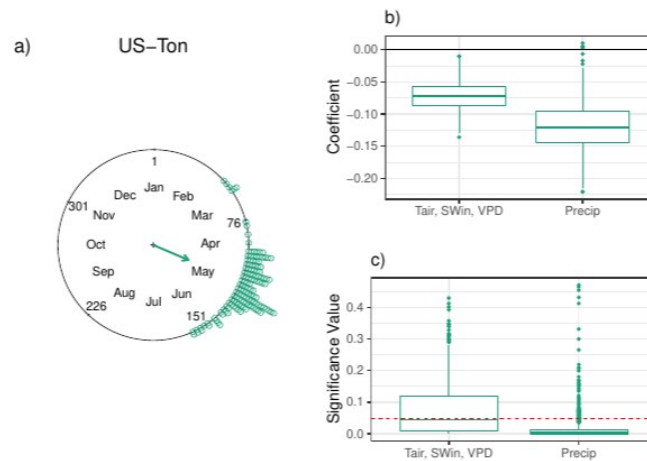 a)
US−Ton
1
Jan
Feb
Mar
76
Apr
May
Jun
151
Jul
Aug
226
Sep
Oct
Nov
301
Dec
b)
Coefficient
0.00
−0.05
−0.10
−0.15
−0.20
Tair, SWin, VPD
Precip
c)
Significance Value
0.4
0.3
0.2
0.1
0.0
Tair, SWin, VPD
Precip